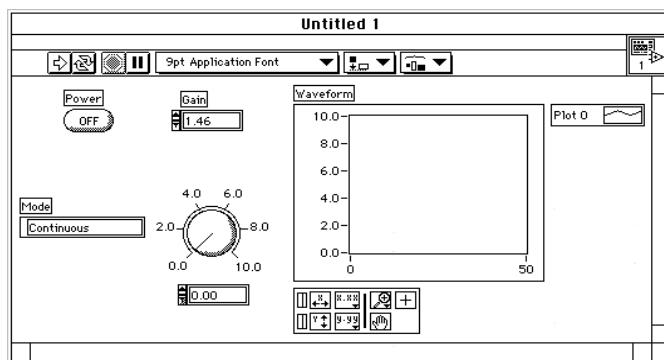 Untitled 1
9pt Application Font
1
Power
OFF
Gain
1.46
Waveform
Plot 0
10.0
8.0
6.0
4.0
2.0
0.0
0
50
Mode
Continuous
4.0 6.0
2.0 8.0
0.0 10.0
0.00
X X.XX
Y Y.YY